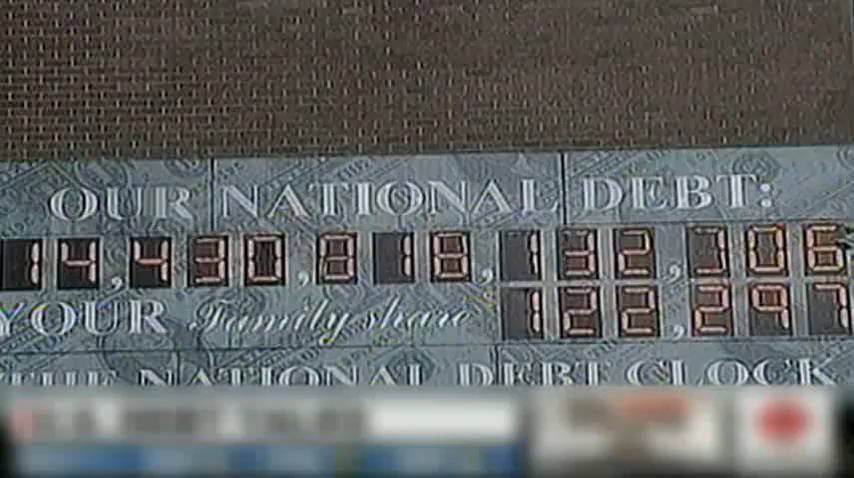 OUR NATIONAL DEBT:
14,430,818,132,106
YOUR Family share 122,297
THE NATIONAL DEBT CLOCK